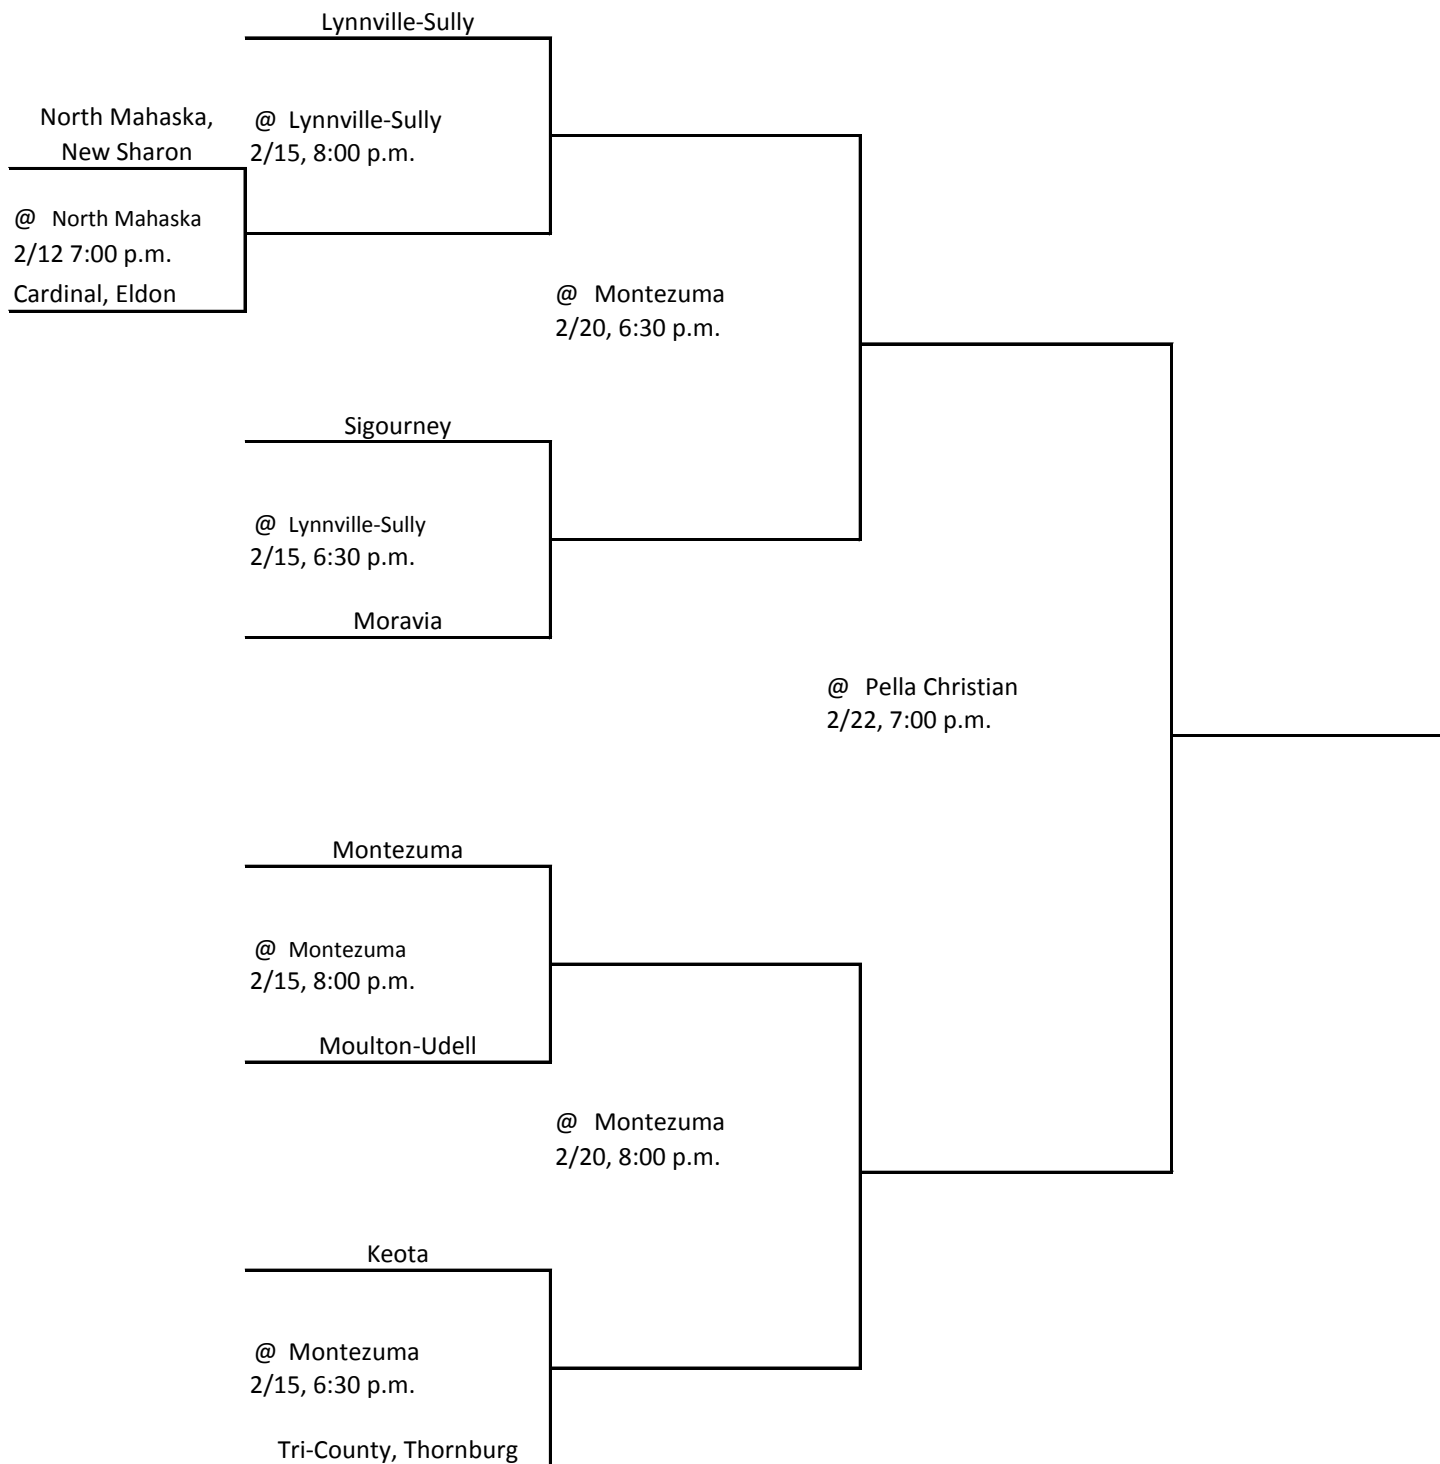 Lynnville-Sully
North Mahaska,
New Sharon
@ Lynnville-Sully
2/15, 8:00 p.m.
@ North Mahaska
2/12 7:00 p.m.
Cardinal, Eldon
@ Montezuma
2/20, 6:30 p.m.
Sigourney
@ Lynnville-Sully
2/15, 6:30 p.m.
Moravia
@ Pella Christian
2/22, 7:00 p.m.
Montezuma
@ Montezuma
2/15, 8:00 p.m.
Moulton-Udell
@ Montezuma
2/20, 8:00 p.m.
Keota
@ Montezuma
2/15, 6:30 p.m.
Tri-County, Thornburg